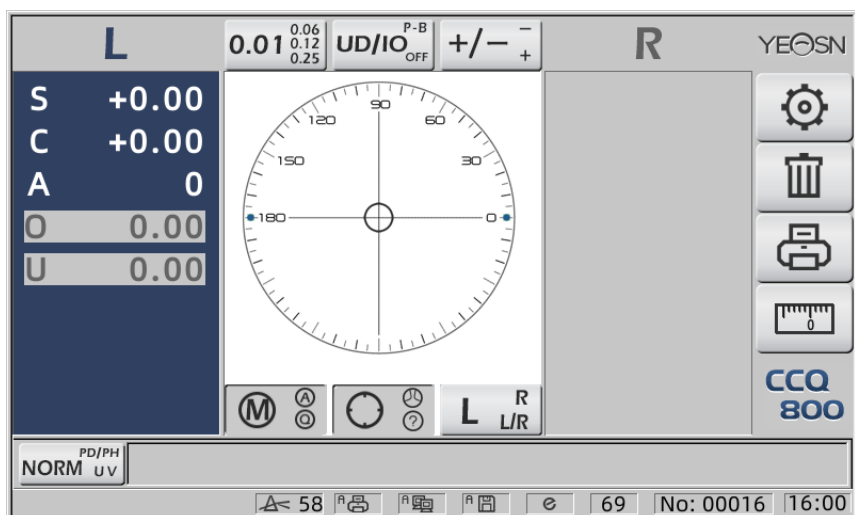 L
0.01 0.06
0.12
0.25
UD/IO P-B
OFF
+/− −
+
R
YEOSN
S +0.00
C +0.00
A 0
O 0.00
U 0.00
90
120
60
150
30
180
0
0
M A
Q
?
L R
L/R
CCQ
800
NORM PD/PH
UV
58 A A A e 69 No: 00016 16:00